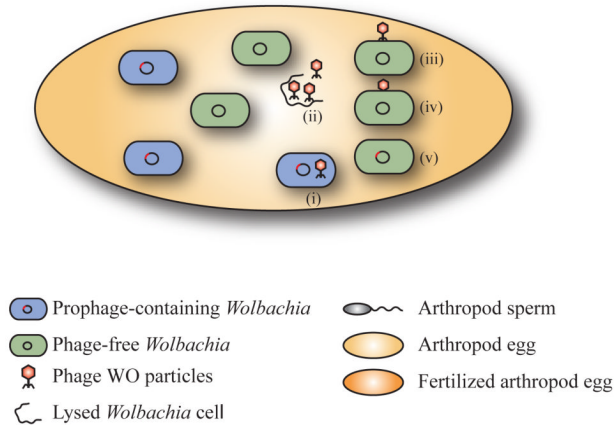 (iii)
(ii)
(iv)
(v)
(i)
Prophage-containing Wolbachia
Phage-free Wolbachia
Phage WO particles
Lysed Wolbachia cell
Arthropod sperm
Arthropod egg
Fertilized arthropod egg